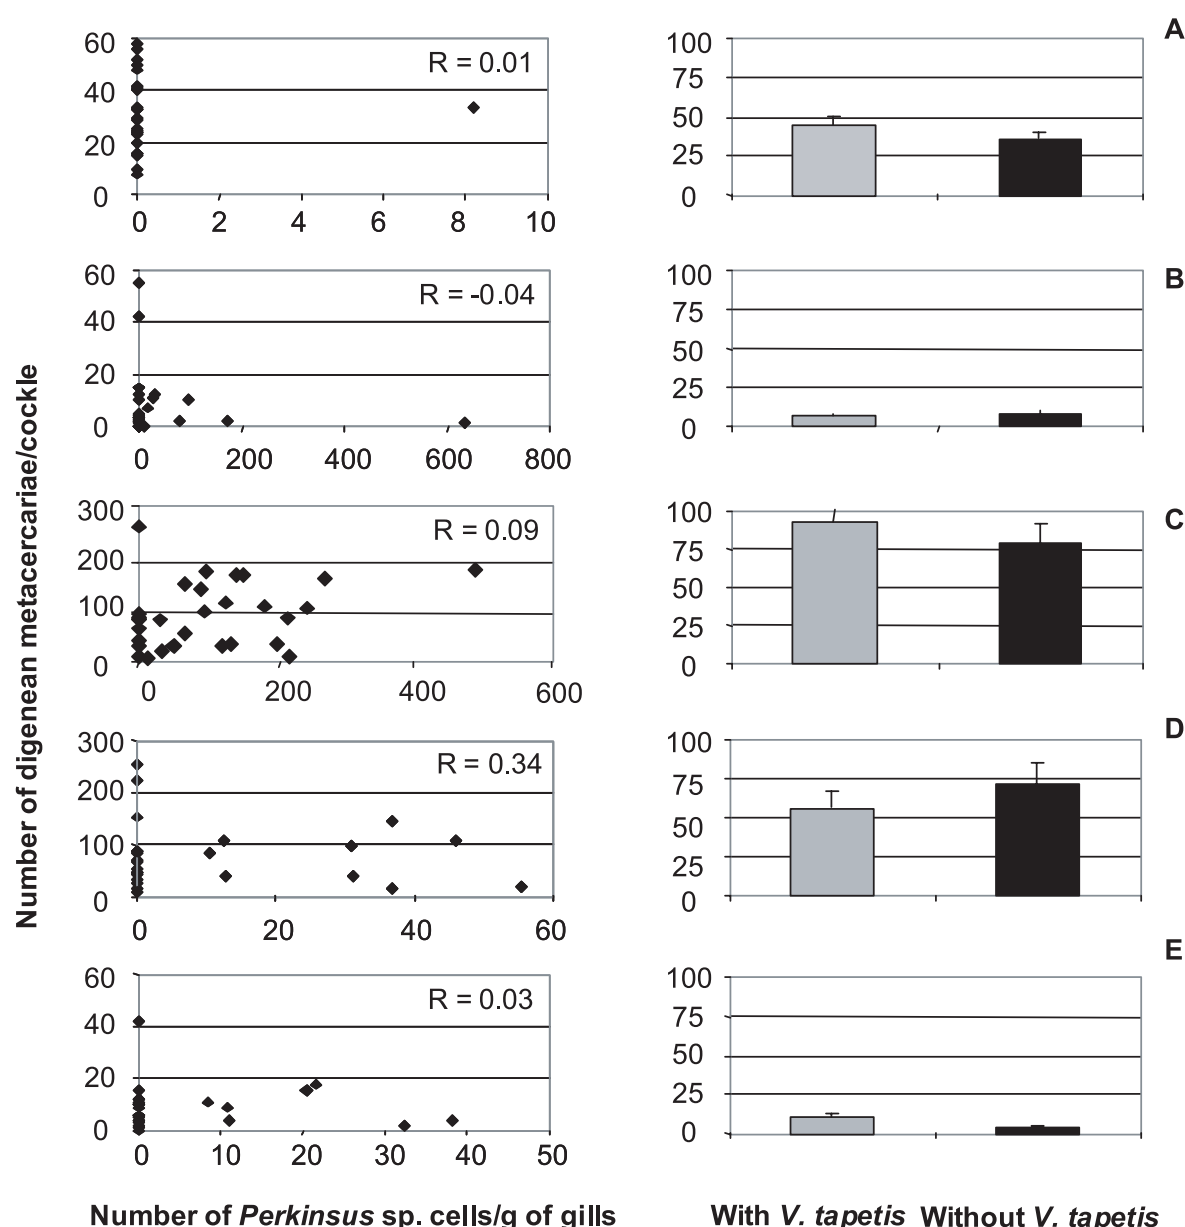 A
60
40
20
0
R = 0.01
0 2 4 6 8 10
100
75
50
25
0
B
60
40
20
0
R = -0.04
0 200 400 600 800
100
75
50
25
0
C
300
200
100
0
R = 0.09
0 200 400 600
100
75
50
25
0
D
300
200
100
0
R = 0.34
0 20 40 60
100
75
50
25
0
E
60
40
20
0
R = 0.03
0 10 20 30 40 50
100
75
50
25
0
Number of digenean metacercariae/cockle
Number of Perkinsus sp. cells/g of gills
With V. tapetis Without V. tapetis